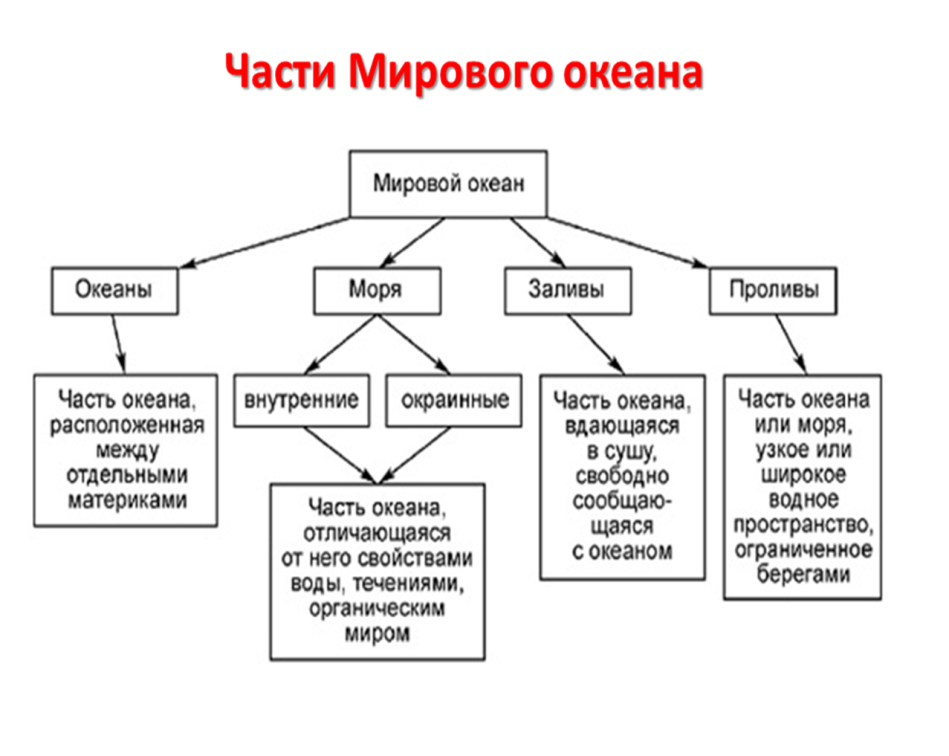 Части Мирового океана
Мировой океан
Океаны
Моря
Заливы
Проливы
Часть океана,
расположенная
между
отдельными
материками
внутренние
окраинные
Часть океана,
отличающаяся
от него свойствами
воды, течениями,
органическим
миром
Часть океана,
вдающаяся
в сушу,
свободно
сообщаю-
щаяся
с океаном
Часть океана
или моря,
узкое или
широкое
водное
пространство,
ограниченное
берегами